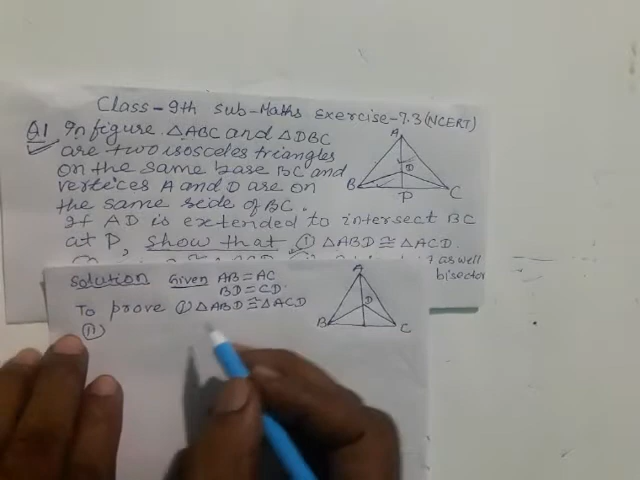 Class-9th Sub-Maths Exercise-7.3 (NCERT)
Q1 In figure ΔABC and ΔDBC
are two isosceles triangles
on the same base BC and
vertices A and D are on
the same side of BC.
If AD is extended to intersect BC
at P, show that (i) ΔABD ≅ ΔACD.
as well
bisector
A
D
B
P
C
Solution Given AB = AC
BD = CD.
To prove (i) ΔABD ≅ ΔACD
(ii)
A
D
B
C